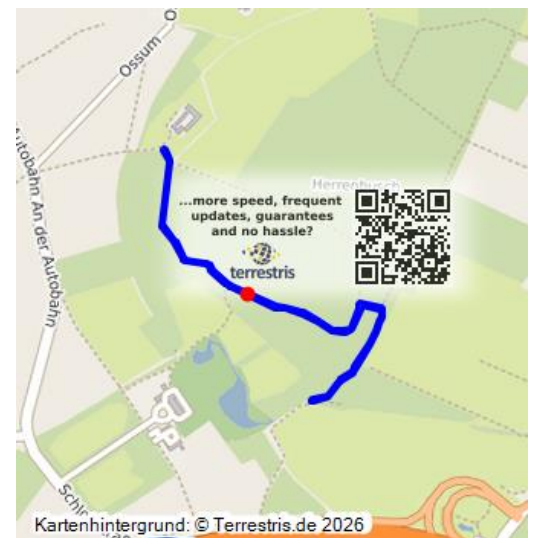 Ossum
O
Autobahn An der Autobahn
Herrenbusch
...more speed, frequent
updates, guarantees
and no hassle?
terrestris
Kartenhintergrund: © Terrestris.de 2026